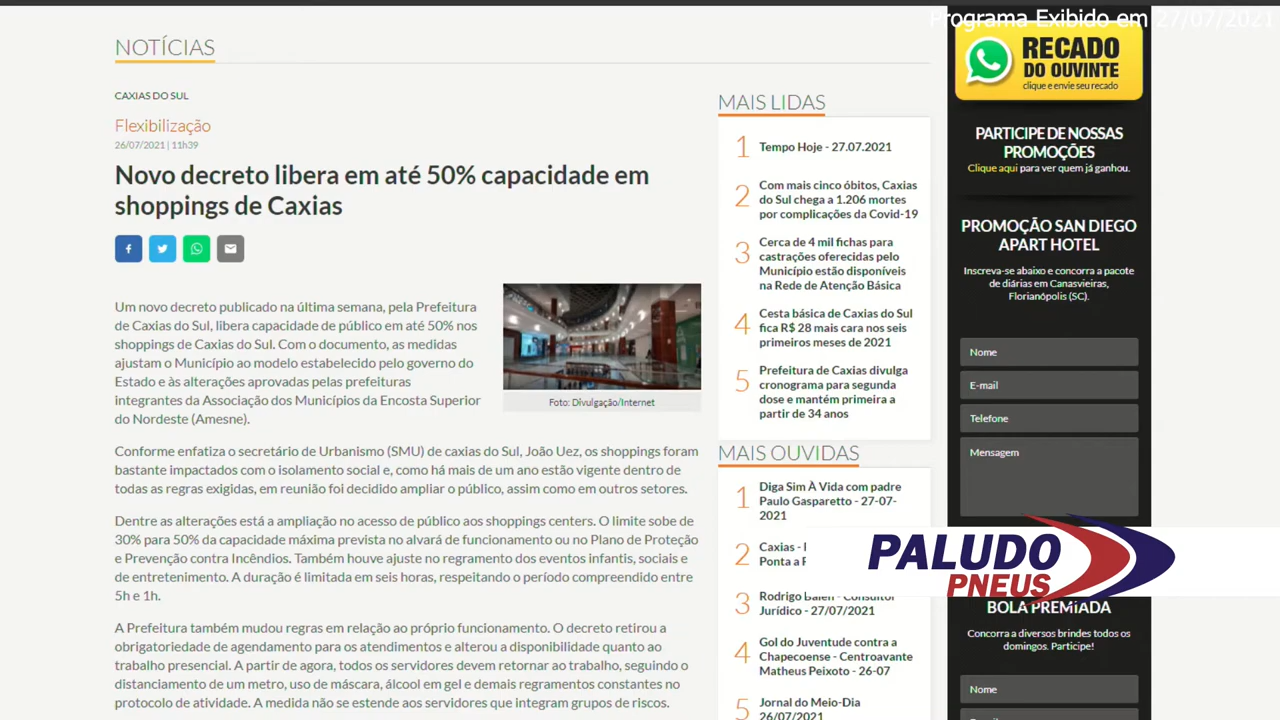 Programa Exibido em 27/07/2021
NOTÍCIAS
CAXIAS DO SUL
Flexibilização
26/07/2021 | 11h39
Novo decreto libera em até 50% capacidade em
shoppings de Caxias
Um novo decreto publicado na última semana, pela Prefeitura
de Caxias do Sul, libera capacidade de público em até 50% nos
shoppings de Caxias do Sul. Com o documento, as medidas
ajustam o Município ao modelo estabelecido pelo governo do
Estado e às alterações aprovadas pelas prefeituras
integrantes da Associação dos Municípios da Encosta Superior
do Nordeste (Amesne).
Foto: Divulgação/Internet
Conforme enfatiza o secretário de Urbanismo (SMU) de caxias do Sul, João Uez, os shoppings foram
bastante impactados com o isolamento social e, como há mais de um ano estão vigente dentro de
todas as regras exigidas, em reunião foi decidido ampliar o público, assim como em outros setores.
Dentre as alterações está a ampliação no acesso de público aos shoppings centers. O limite sobe de
30% para 50% da capacidade máxima prevista no alvará de funcionamento ou no Plano de Proteção
e Prevenção contra Incêndios. Também houve ajuste no regramento dos eventos infantis, sociais e
de entretenimento. A duração é limitada em seis horas, respeitando o período compreendido entre
5h e 1h.
A Prefeitura também mudou regras em relação ao próprio funcionamento. O decreto retirou a
obrigatoriedade de agendamento para os atendimentos e alterou a disponibilidade quanto ao
trabalho presencial. A partir de agora, todos os servidores devem retornar ao trabalho, seguindo o
distanciamento de um metro, uso de máscara, álcool em gel e demais regramentos constantes no
protocolo de atividade. A medida não se estende aos servidores que integram grupos de riscos.
MAIS LIDAS
1 Tempo Hoje - 27.07.2021
2 Com mais cinco óbitos, Caxias
do Sul chega a 1.206 mortes
por complicações da Covid-19
3 Cerca de 4 mil fichas para
castrações oferecidas pelo
Município estão disponíveis
na Rede de Atenção Básica
4 Cesta básica de Caxias do Sul
fica R$ 28 mais cara nos seis
primeiros meses de 2021
5 Prefeitura de Caxias divulga
cronograma para segunda
dose e mantém primeira a
partir de 34 anos
MAIS OUVIDAS
1 Diga Sim À Vida com padre
Paulo Gasparetto - 27-07-
2021
2 Caxias -
Ponta a
3 Rodrigo Balen - Consultor
Jurídico - 27/07/2021
4 Gol do Juventude contra a
Chapecoense - Centroavante
Matheus Peixoto - 26-07
5 Jornal do Meio-Dia
26/07/2021
RECADO
DO OUVINTE
clique e envie seu recado
PARTICIPE DE NOSSAS
PROMOÇÕES
Clique aqui para ver quem já ganhou.
PROMOÇÃO SAN DIEGO
APART HOTEL
Inscreva-se abaixo e concorra a pacote
de diárias em Canasvieiras,
Florianópolis (SC).
Nome
E-mail
Telefone
Mensagem
PALUDO
PNEUS
BOLA PREMIADA
Concorra a diversos brindes todos os
domingos. Participe!
Nome